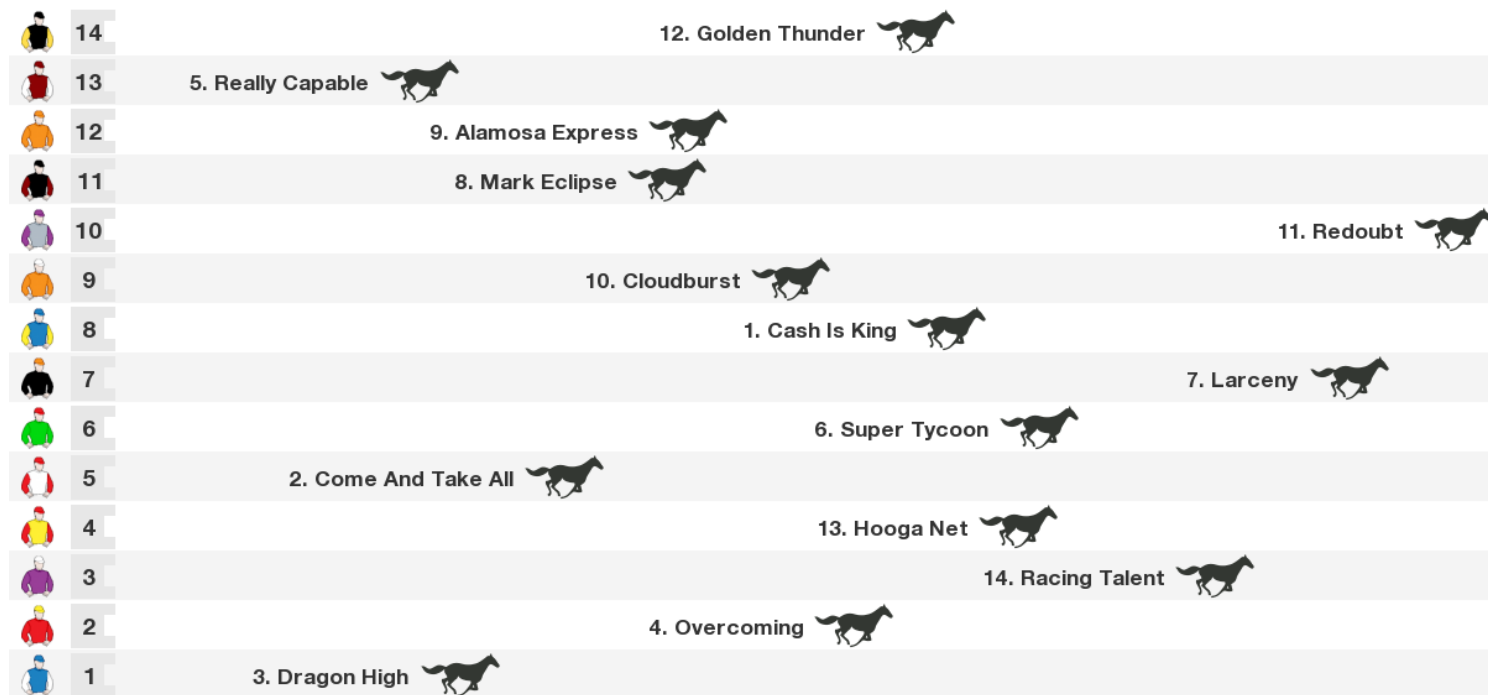 14 12. Golden Thunder
13 5. Really Capable
12 9. Alamosa Express
11 8. Mark Eclipse
10 11. Redoubt
9 10. Cloudburst
8 1. Cash Is King
7 7. Larceny
6 6. Super Tycoon
5 2. Come And Take All
4 13. Hooga Net
3 14. Racing Talent
2 4. Overcoming
1 3. Dragon High